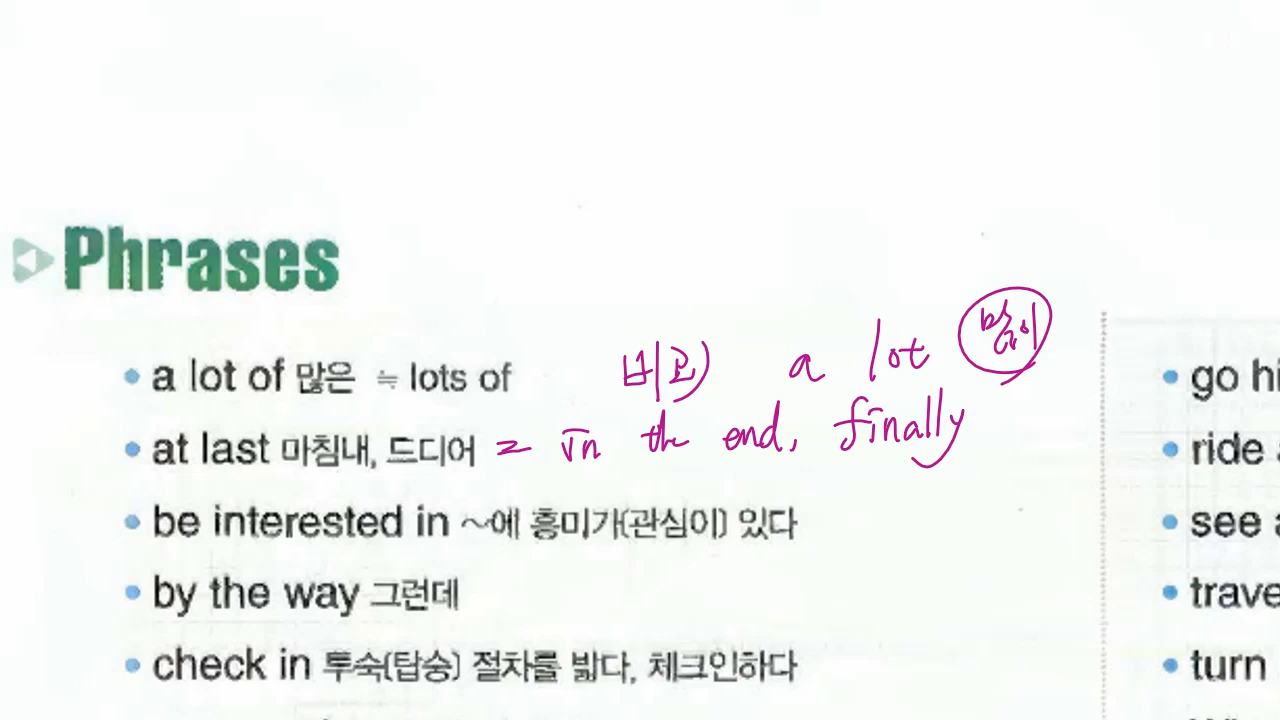 Phrases
a lot of 많은 ≒ lots of 비교) a lot 많이
at last 마침내, 드디어 = in the end, finally
be interested in ~에 흥미가(관심이) 있다
by the way 그런데
check in 투숙(탑승) 절차를 밟다, 체크인하다
go hi
ride a
see a
trave
turn